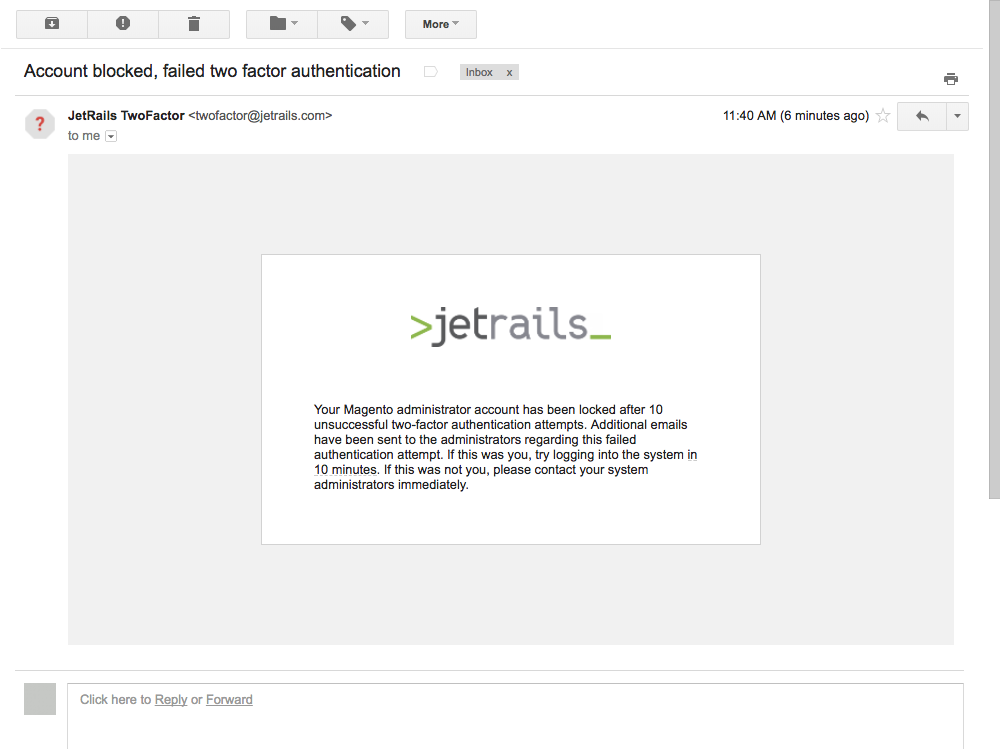 More
Account blocked, failed two factor authentication
Inbox x
JetRails TwoFactor <twofactor@jetrails.com>
11:40 AM (6 minutes ago)
to me
>jetrails_
Your Magento administrator account has been locked after 10
unsuccessful two-factor authentication attempts. Additional emails
have been sent to the administrators regarding this failed
authentication attempt. If this was you, try logging into the system in
10 minutes. If this was not you, please contact your system
administrators immediately.
Click here to Reply or Forward